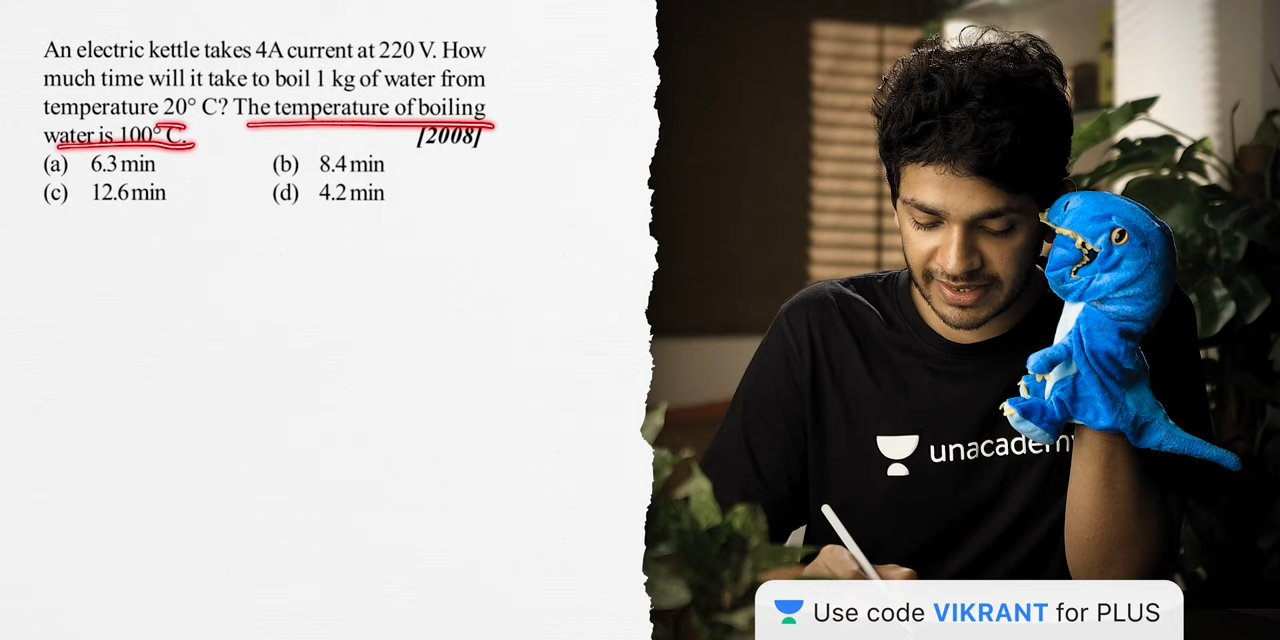 An electric kettle takes 4A current at 220 V. How
much time will it take to boil 1 kg of water from
temperature 20° C? The temperature of boiling
water is 100° C. [2008]
(a) 6.3 min (b) 8.4 min
(c) 12.6 min (d) 4.2 min
unacademy
Use code VIKRANT for PLUS